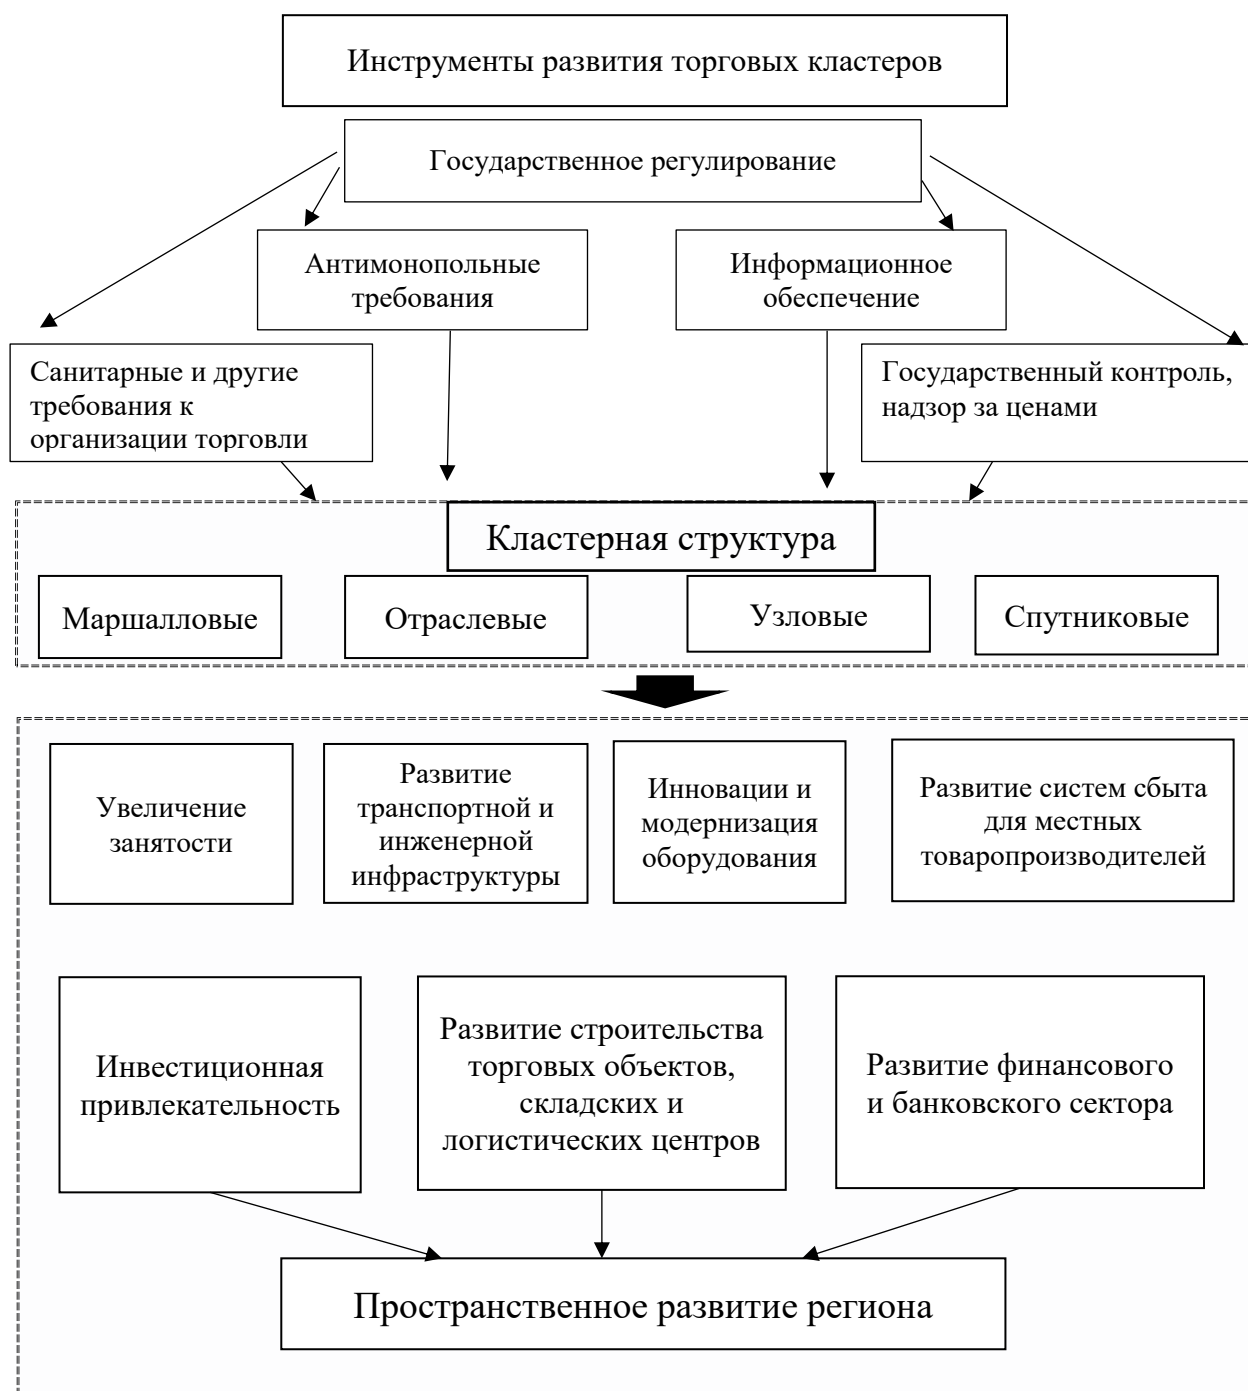 Инструменты развития торговых кластеров
Государственное регулирование
Антимонопольные
требования
Информационное
обеспечение
Санитарные и другие
требования к
организации торговли
Государственный контроль,
надзор за ценами
Кластерная структура
Маршалловые
Отраслевые
Узловые
Спутниковые
Увеличение
занятости
Развитие
транспортной и
инженерной
инфраструктуры
Инновации и
модернизация
оборудования
Развитие систем сбыта
для местных
товаропроизводителей
Инвестиционная
привлекательность
Развитие строительства
торговых объектов,
складских и
логистических центров
Развитие финансового
и банковского сектора
Пространственное развитие региона